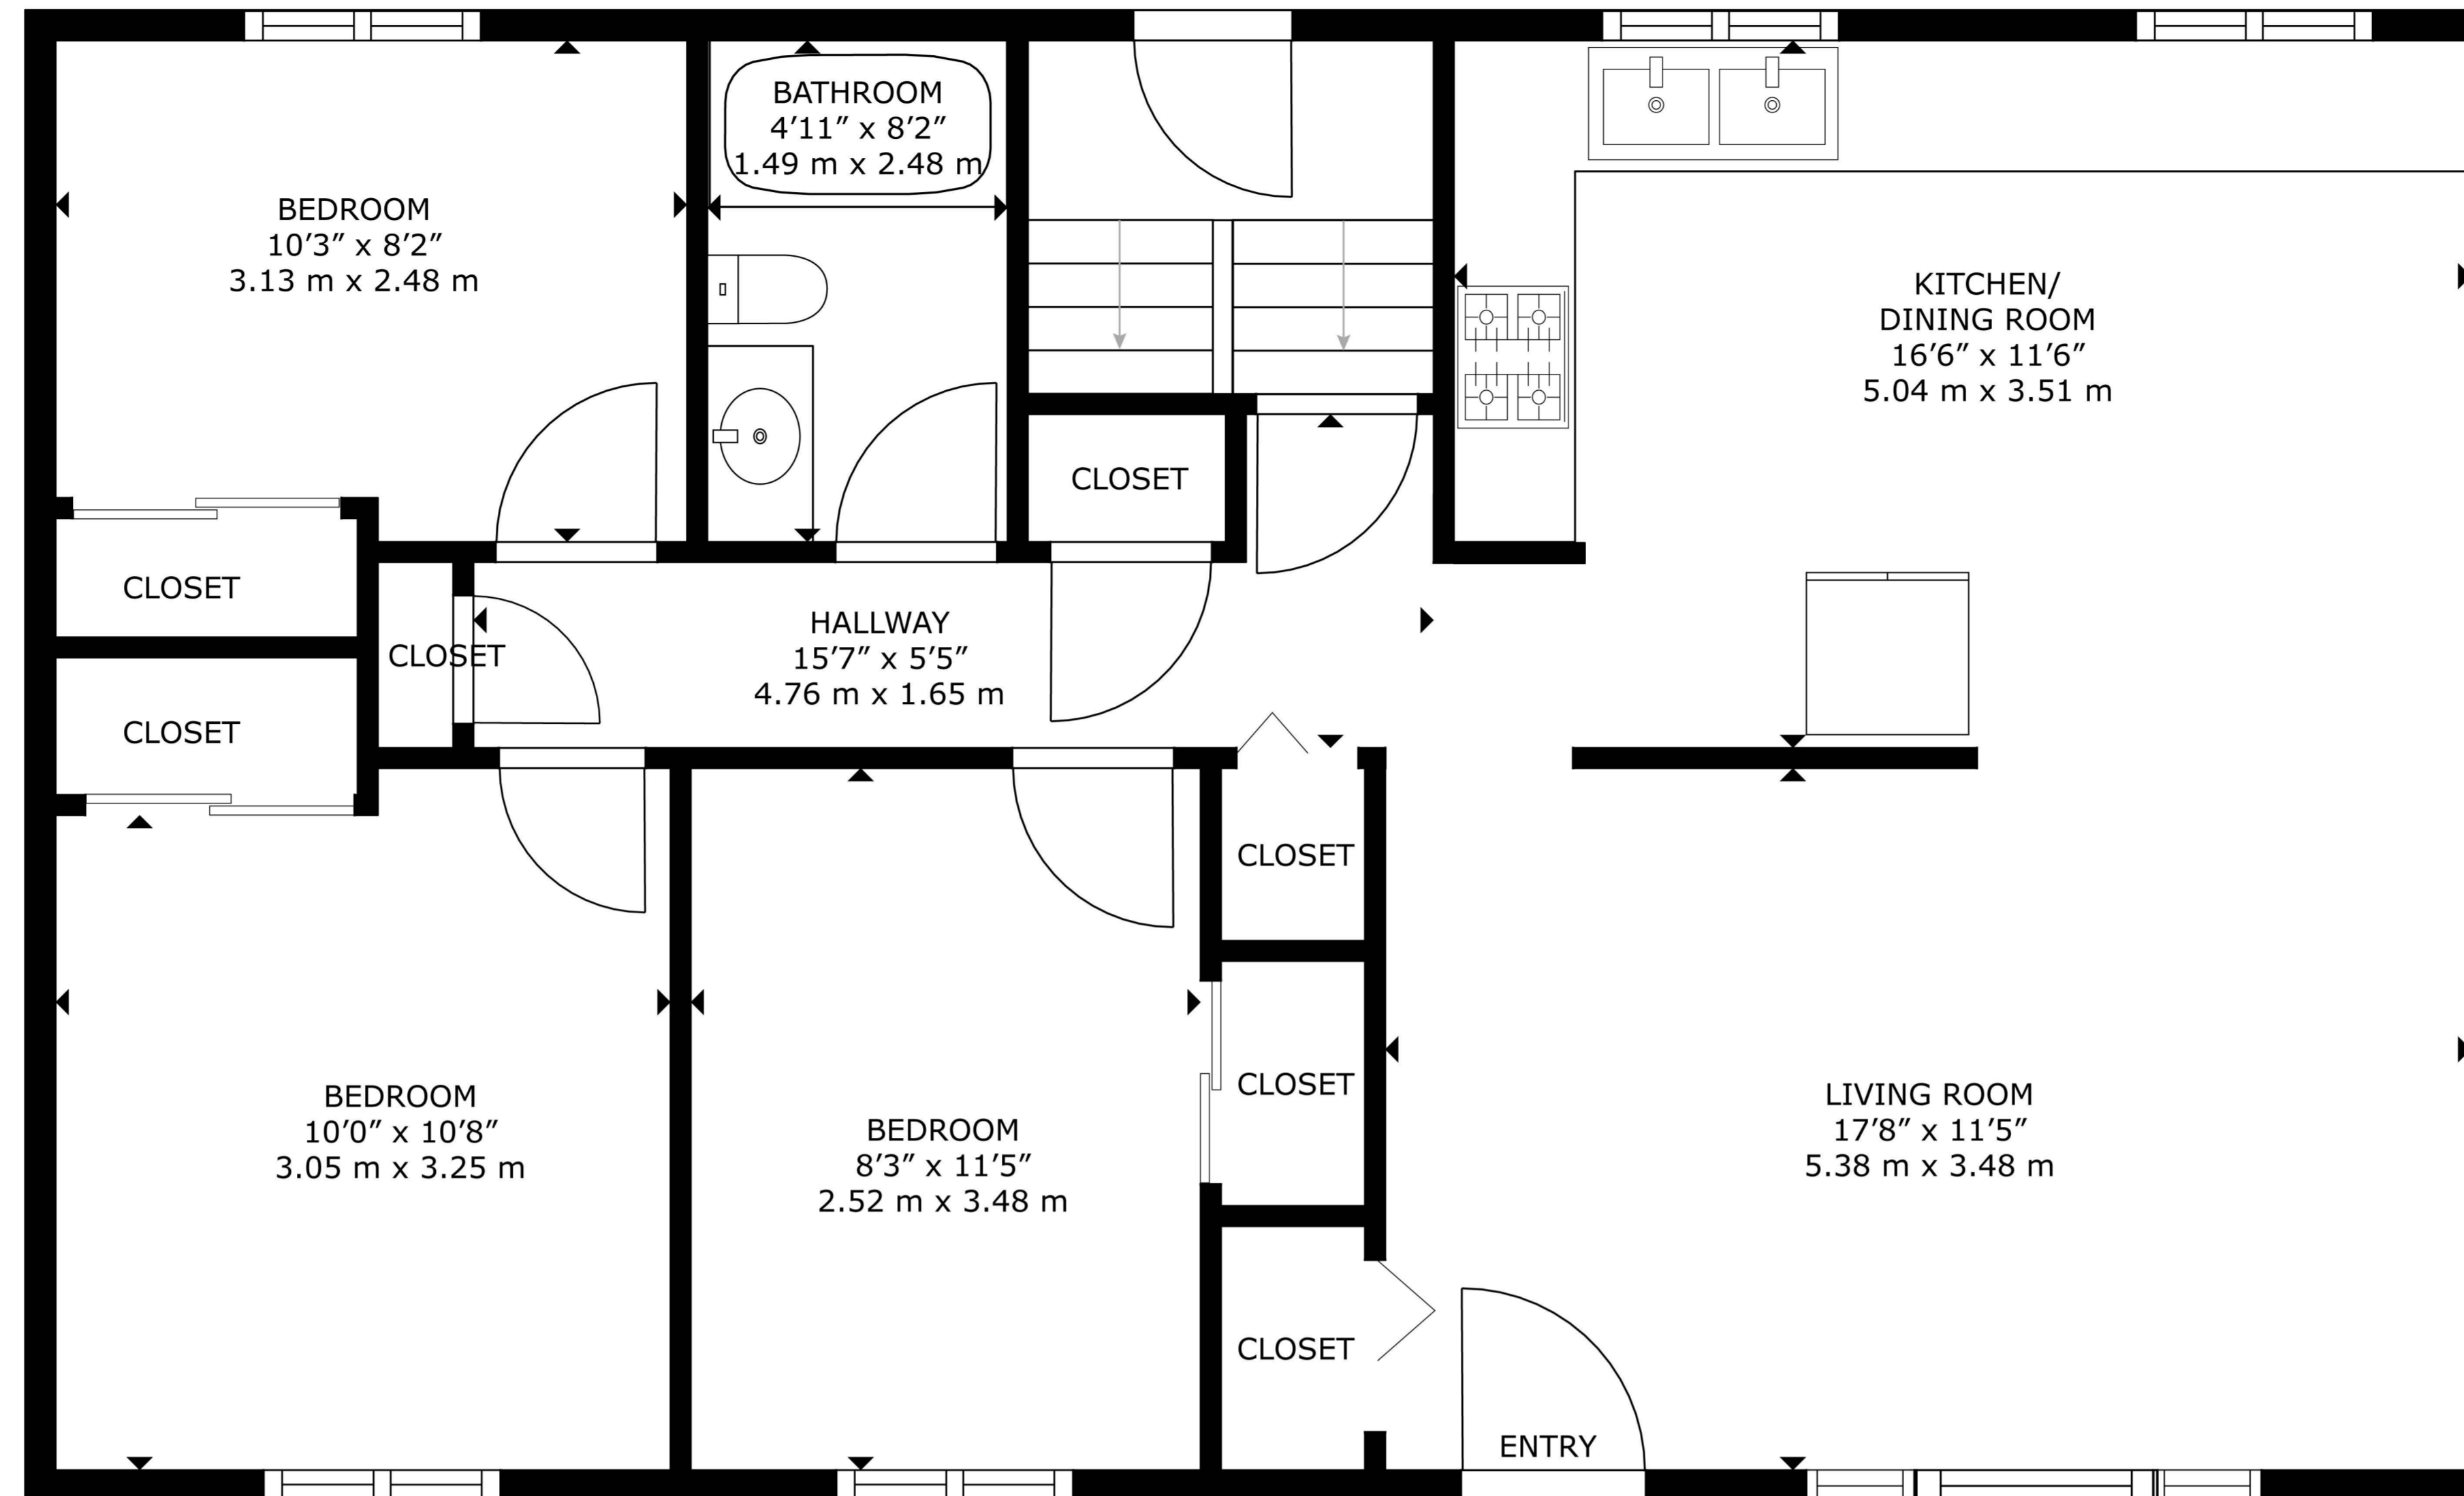 BATHROOM
4'11" x 8'2"
1.49 m x 2.48 m
BEDROOM
10'3" x 8'2"
3.13 m x 2.48 m
KITCHEN/
DINING ROOM
16'6" x 11'6"
5.04 m x 3.51 m
CLOSET
CLOSET
HALLWAY
15'7" x 5'5"
4.76 m x 1.65 m
CLOSET
CLOSET
CLOSET
CLOSET
BEDROOM
10'0" x 10'8"
3.05 m x 3.25 m
BEDROOM
8'3" x 11'5"
2.52 m x 3.48 m
LIVING ROOM
17'8" x 11'5"
5.38 m x 3.48 m
CLOSET
ENTRY